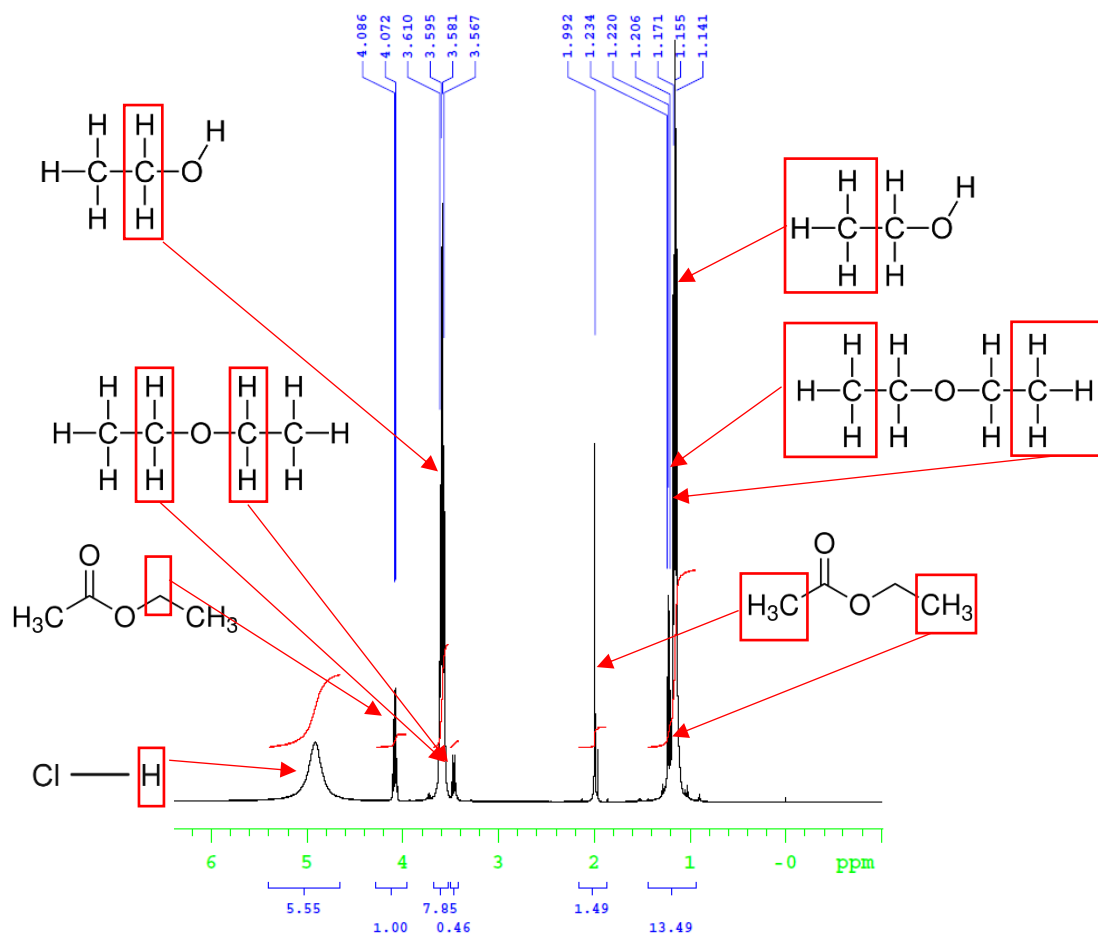 4.086
4.072
3.610
3.595
3.581
3.567
1.992
1.234
1.220
1.206
1.171
1.155
1.141
H H H
H C C O
H H
H H H
H C C O
H H
H H H H
H C C O C C H
H H H H
H H H H
H C C O C C H
H H H H
O
H3C O CH3
O
H3C O CH3
Cl H
6 5 4 3 2 1 -0 ppm
5.55 7.85 1.49 13.49
1.00 0.46